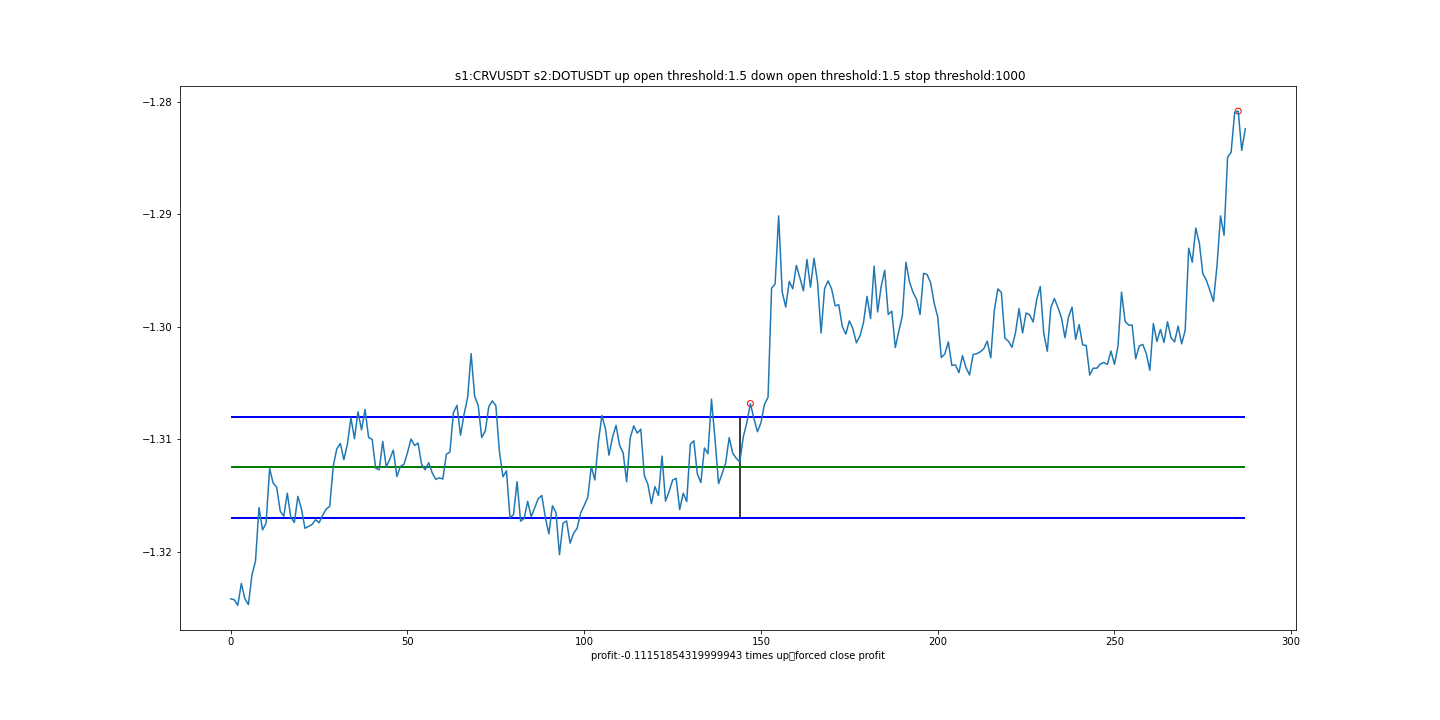 s1:CRVUSDT s2:DOTUSDT up open threshold:1.5 down open threshold:1.5 stop threshold:1000
−1.28
−1.29
−1.30
−1.31
−1.32
0 50 100 150 200 250 300
profit:-0.11151854319999943 times up▯forced close profit